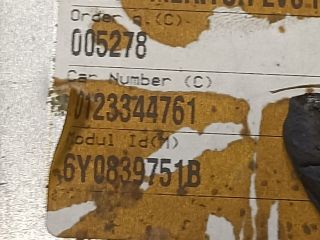 Order n.(C)
005278
Car Number (C)
0123344761
Modul Id(M)
6Y0839751B